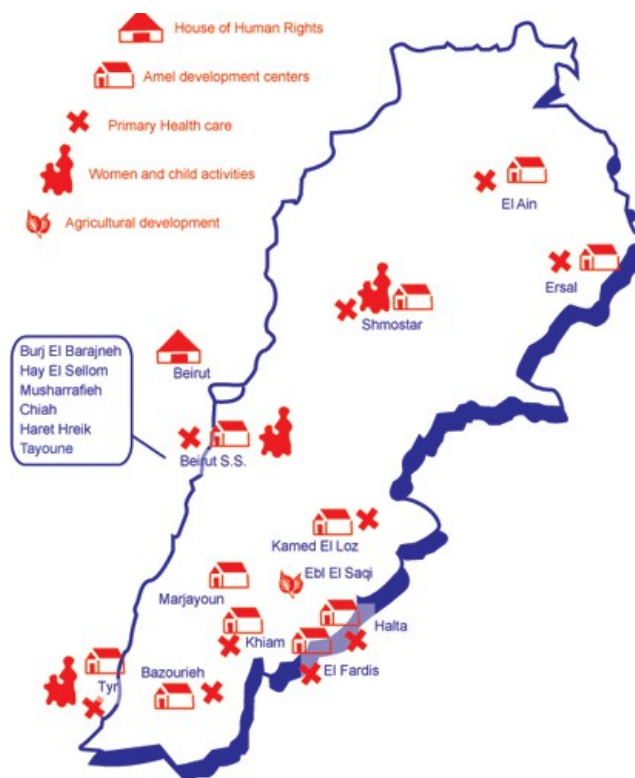 House of Human Rights
Amel development centers
Primary Health care
Women and child activities
Agricultural development
El Ain
Ersal
Shmostar
Beirut
Burj El Barajneh
Hay El Sellom
Musharrafieh
Chiah
Haret Hreik
Tayoune
Beirut S.S.
Kamed El Loz
Ebl El Saqi
Marjayoun
Halta
Khiam
El Fardis
Tyr
Bazourieh